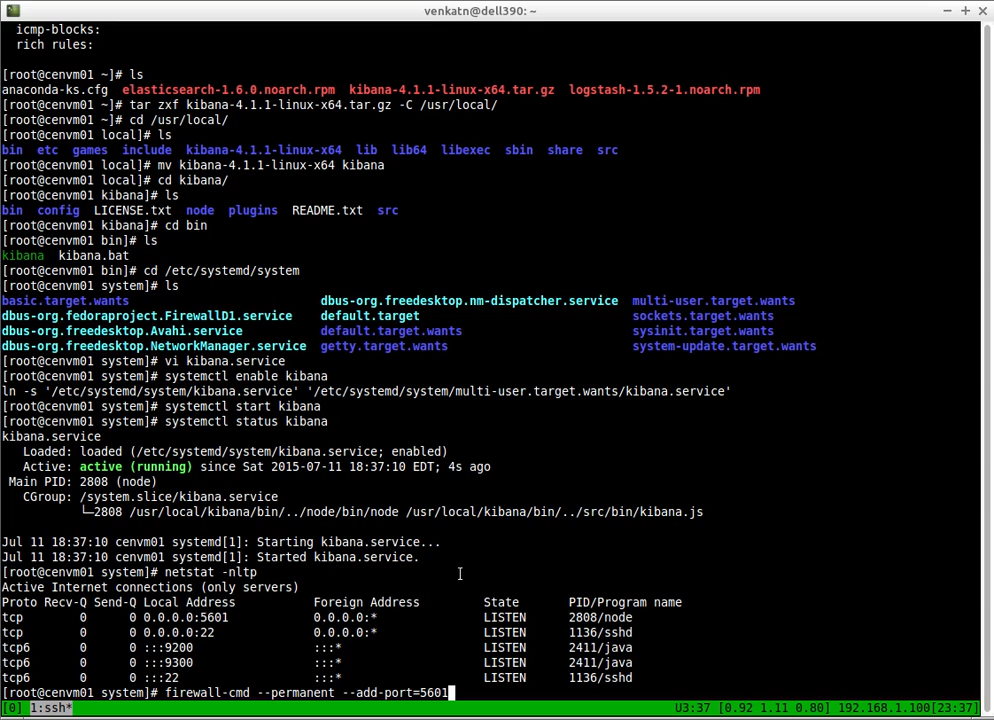 venkatn@dell390: ~
icmp-blocks:
rich rules:
[root@cenvm01 ~]# ls
anaconda-ks.cfg elasticsearch-1.6.0.noarch.rpm kibana-4.1.1-linux-x64.tar.gz logstash-1.5.2-1.noarch.rpm
[root@cenvm01 ~]# tar zxf kibana-4.1.1-linux-x64.tar.gz -C /usr/local/
[root@cenvm01 ~]# cd /usr/local/
[root@cenvm01 local]# ls
bin etc games include kibana-4.1.1-linux-x64 lib lib64 libexec sbin share src
[root@cenvm01 local]# mv kibana-4.1.1-linux-x64 kibana
[root@cenvm01 local]# cd kibana/
[root@cenvm01 kibana]# ls
bin config LICENSE.txt node plugins README.txt src
[root@cenvm01 kibana]# cd bin
[root@cenvm01 bin]# ls
kibana kibana.bat
[root@cenvm01 bin]# cd /etc/systemd/system
[root@cenvm01 system]# ls
basic.target.wants dbus-org.freedesktop.nm-dispatcher.service multi-user.target.wants
dbus-org.fedoraproject.FirewallD1.service default.target sockets.target.wants
dbus-org.freedesktop.Avahi.service default.target.wants sysinit.target.wants
dbus-org.freedesktop.NetworkManager.service getty.target.wants system-update.target.wants
[root@cenvm01 system]# vi kibana.service
[root@cenvm01 system]# systemctl enable kibana
ln -s '/etc/systemd/system/kibana.service' '/etc/systemd/system/multi-user.target.wants/kibana.service'
[root@cenvm01 system]# systemctl start kibana
[root@cenvm01 system]# systemctl status kibana
kibana.service
Loaded: loaded (/etc/systemd/system/kibana.service; enabled)
Active: active (running) since Sat 2015-07-11 18:37:10 EDT; 4s ago
Main PID: 2808 (node)
CGroup: /system.slice/kibana.service
└─2808 /usr/local/kibana/bin/../node/bin/node /usr/local/kibana/bin/../src/bin/kibana.js
Jul 11 18:37:10 cenvm01 systemd[1]: Starting kibana.service...
Jul 11 18:37:10 cenvm01 systemd[1]: Started kibana.service.
[root@cenvm01 system]# netstat -nltp
Active Internet connections (only servers)
Proto Recv-Q Send-Q Local Address Foreign Address State PID/Program name
tcp 0 0 0.0.0.0:5601 0.0.0.0:* LISTEN 2808/node
tcp 0 0 0.0.0.0:22 0.0.0.0:* LISTEN 1136/sshd
tcp6 0 0 :::9200 :::* LISTEN 2411/java
tcp6 0 0 :::9300 :::* LISTEN 2411/java
tcp6 0 0 :::22 :::* LISTEN 1136/sshd
[root@cenvm01 system]# firewall-cmd --permanent --add-port=5601
[0] 1:ssh* U3:37 [0.92 1.11 0.80] 192.168.1.100[23:37]